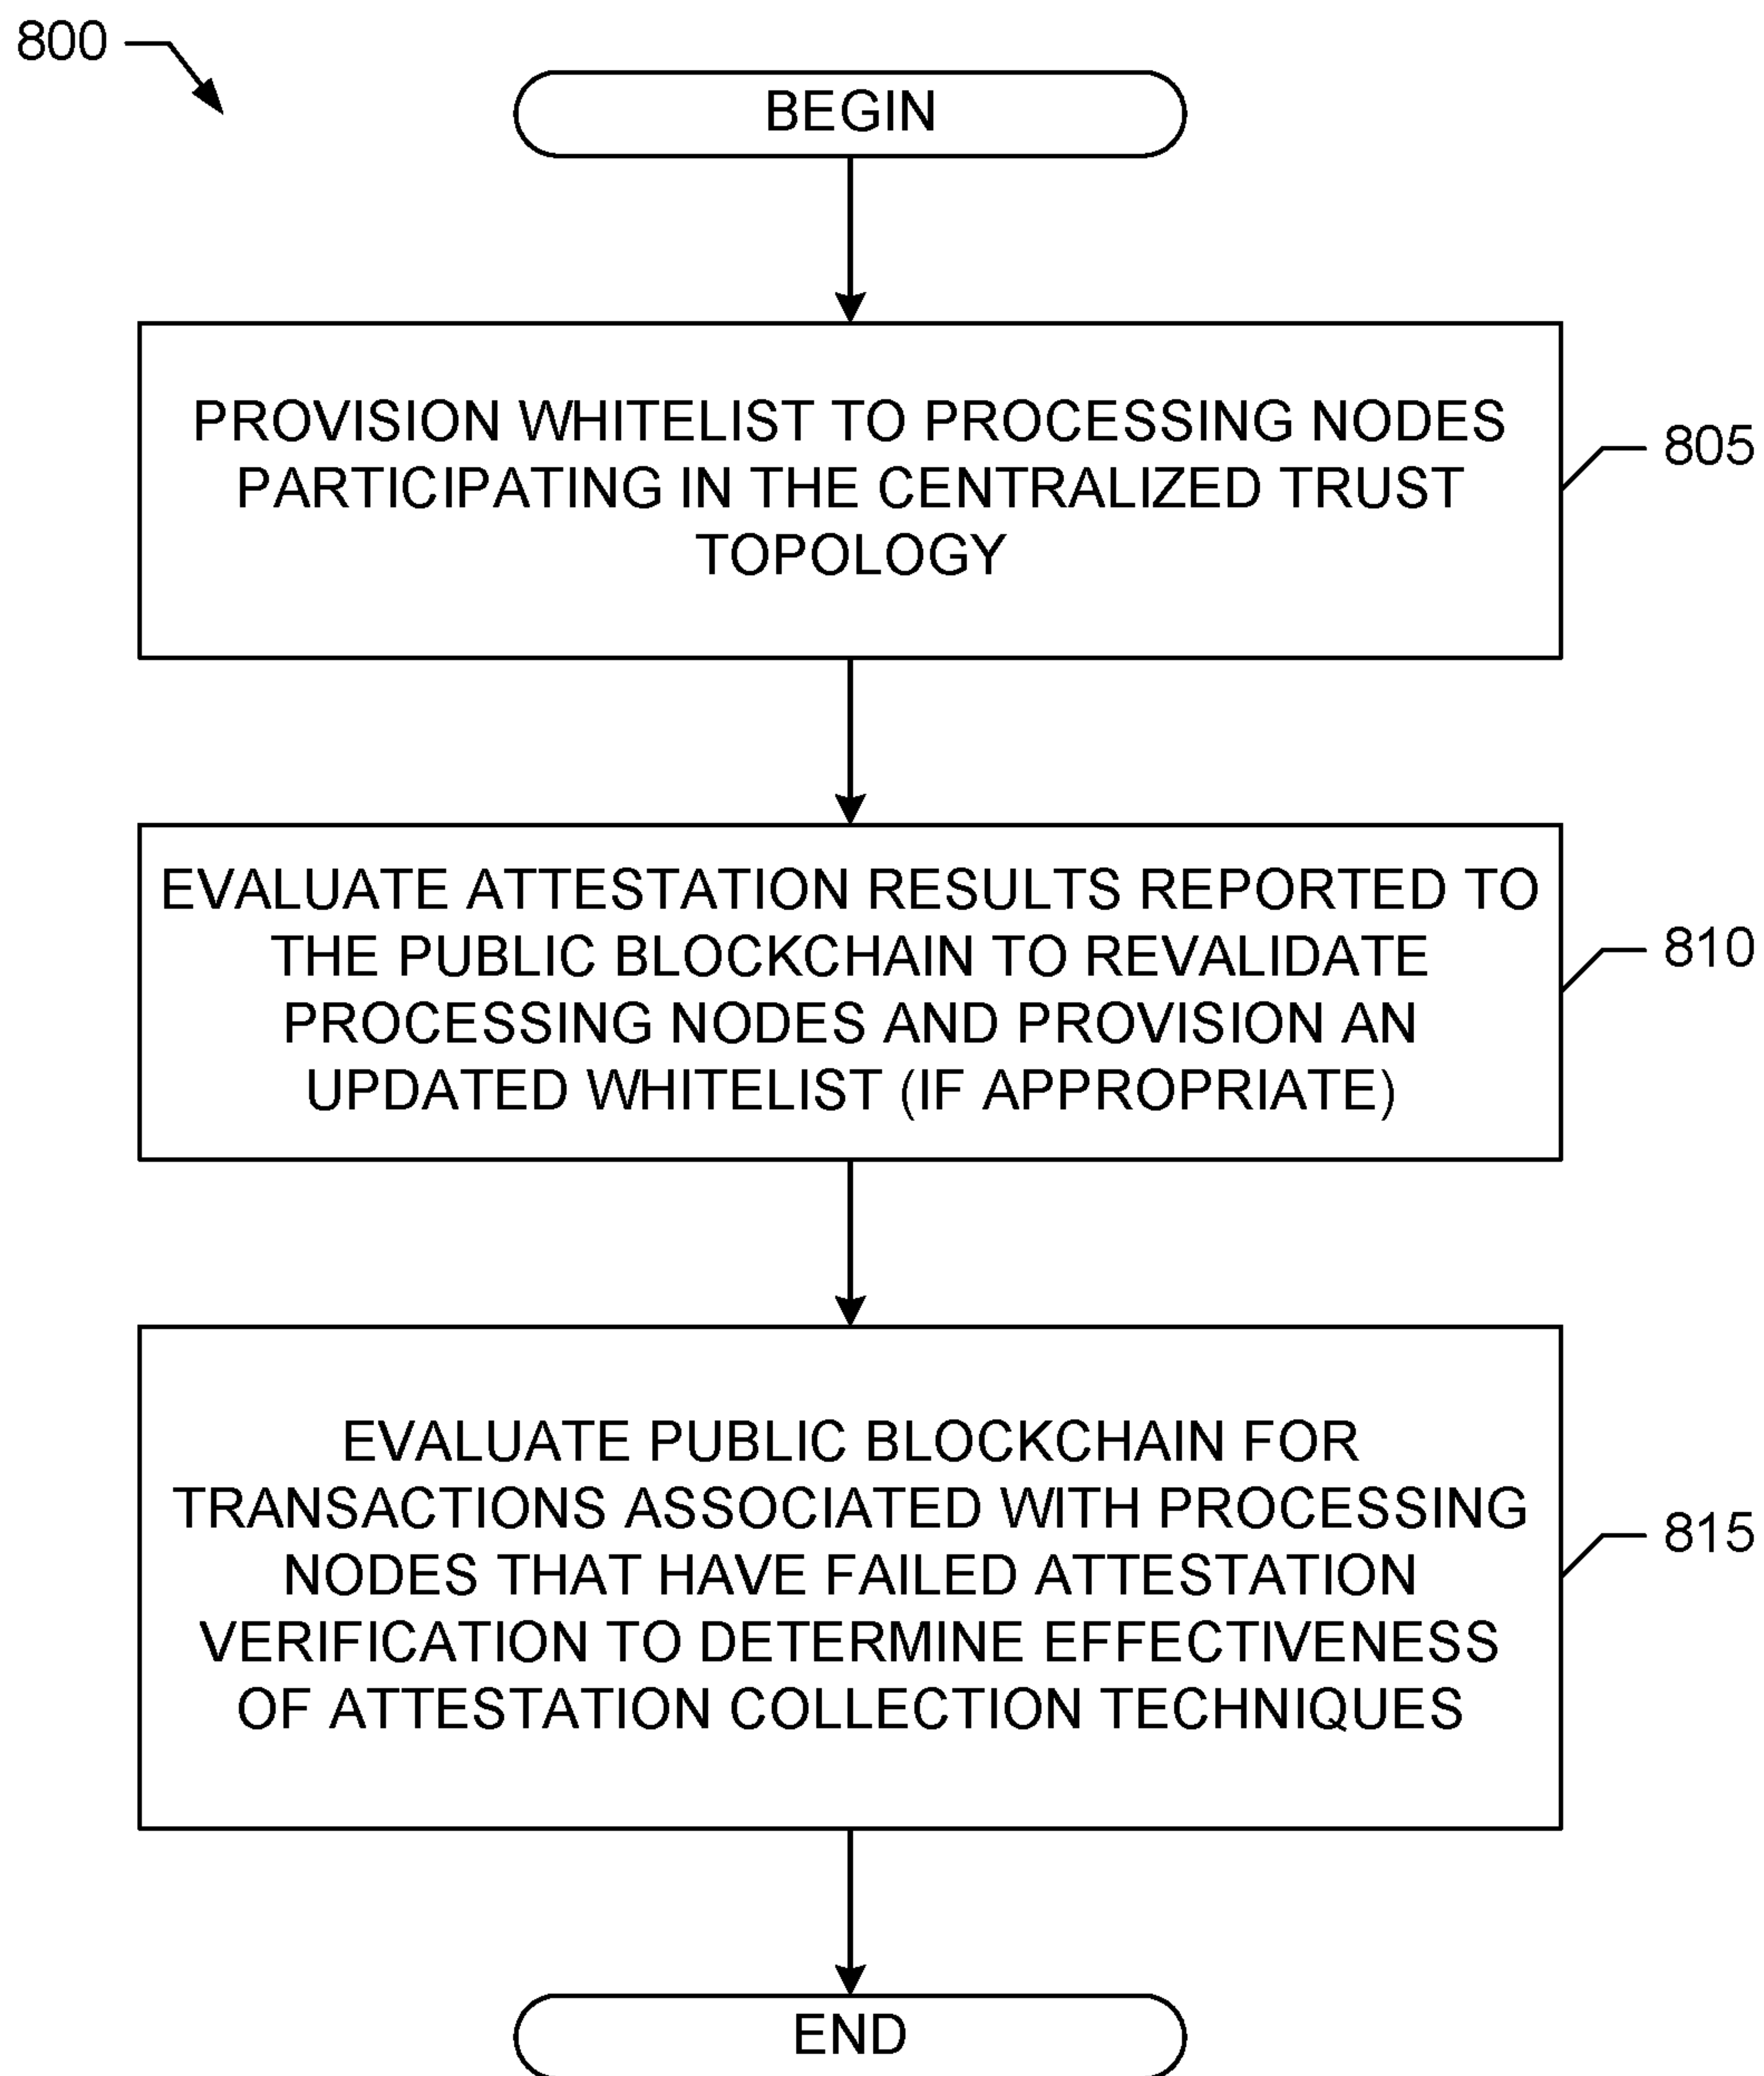 800
BEGIN
PROVISION WHITELIST TO PROCESSING NODES
PARTICIPATING IN THE CENTRALIZED TRUST
TOPOLOGY
805
EVALUATE ATTESTATION RESULTS REPORTED TO
THE PUBLIC BLOCKCHAIN TO REVALIDATE
PROCESSING NODES AND PROVISION AN
UPDATED WHITELIST (IF APPROPRIATE)
810
EVALUATE PUBLIC BLOCKCHAIN FOR
TRANSACTIONS ASSOCIATED WITH PROCESSING
NODES THAT HAVE FAILED ATTESTATION
VERIFICATION TO DETERMINE EFFECTIVENESS
OF ATTESTATION COLLECTION TECHNIQUES
815
END